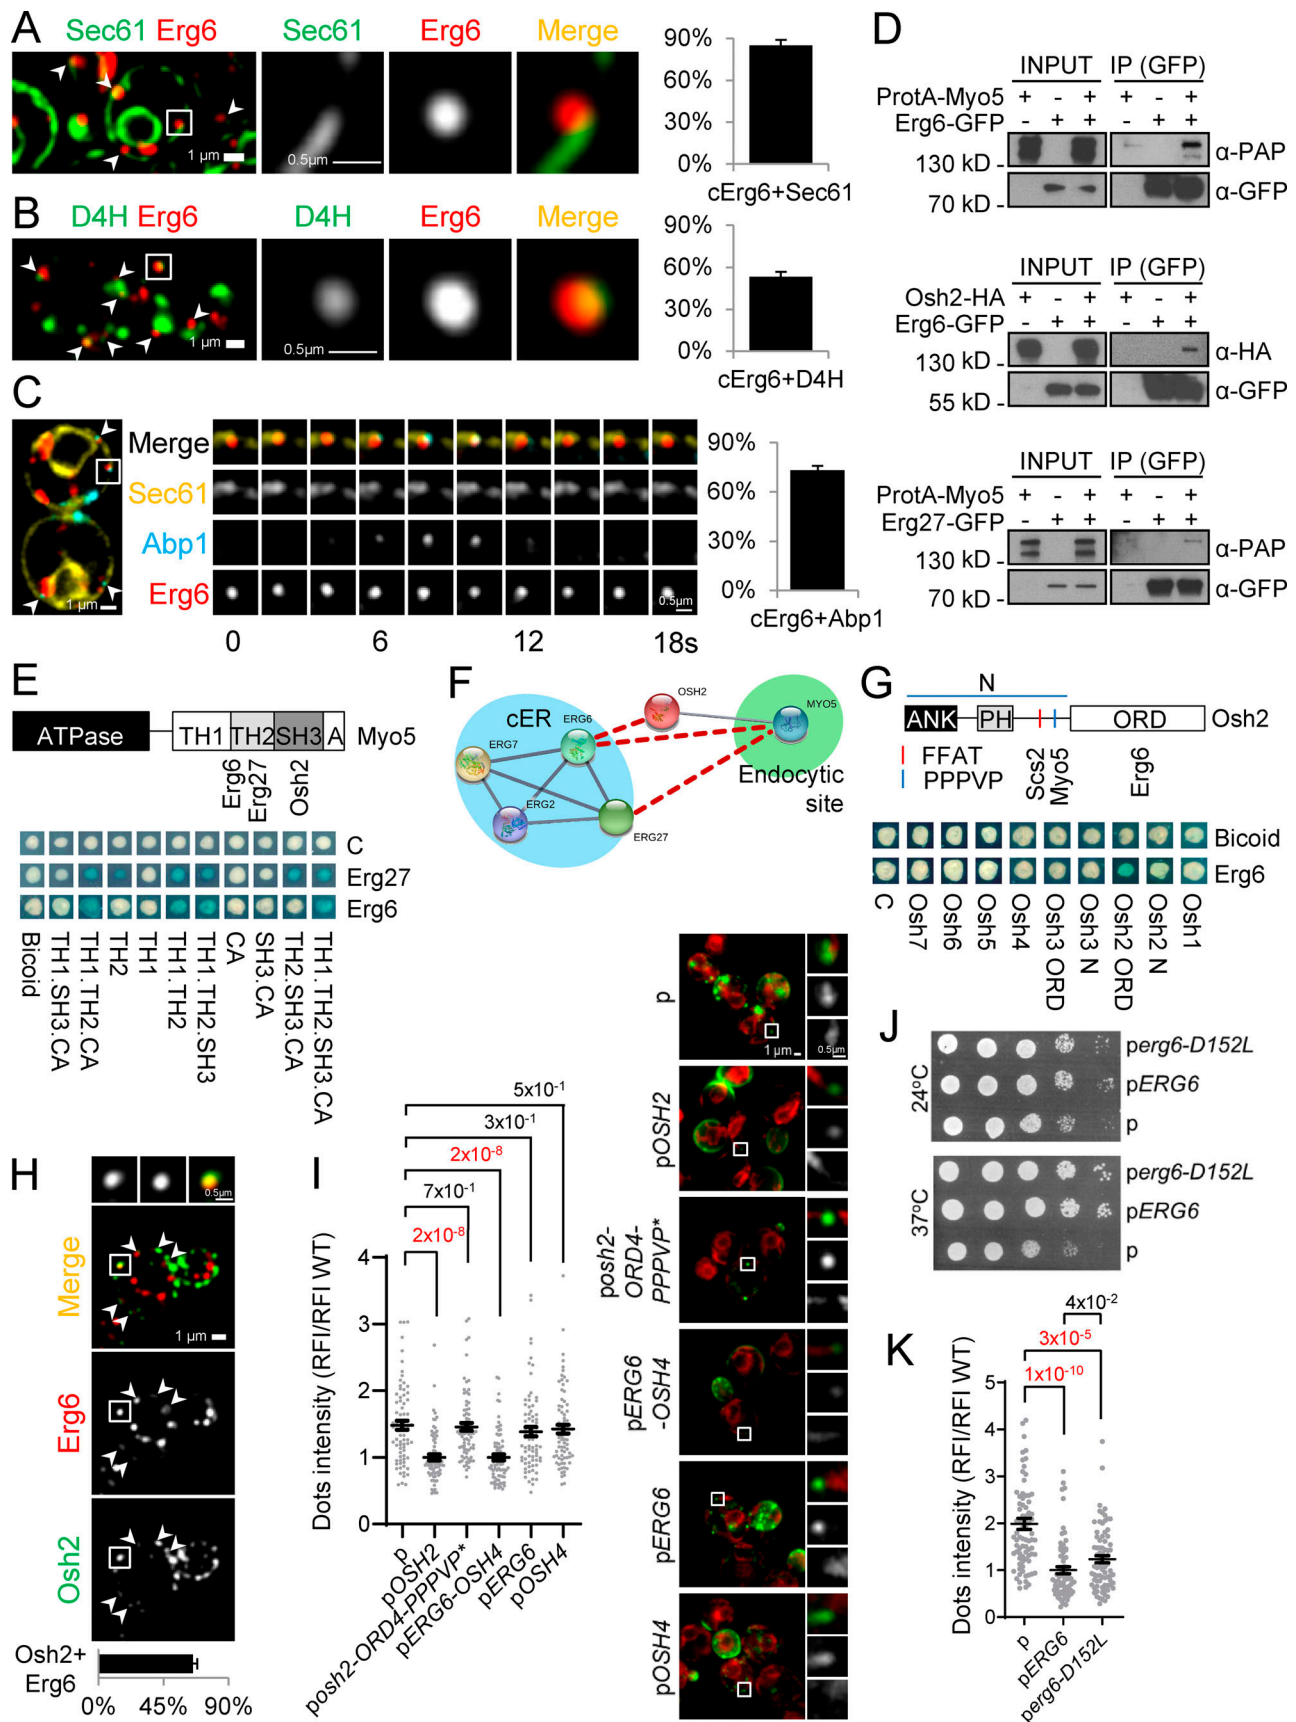 A
Sec61 Erg6
Sec61
Erg6
Merge
1 µm
0.5µm
90%
60%
30%
0%
cErg6+Sec61
B
D4H Erg6
D4H
Erg6
Merge
1 µm
0.5µm
90%
60%
30%
0%
cErg6+D4H
C
Merge
Sec61
Abp1
Erg6
1 µm
0.5µm
0 6 12 18s
90%
60%
30%
0%
cErg6+Abp1
D
INPUT IP (GFP)
ProtA-Myo5 + - + + - +
Erg6-GFP - + + - + +
130 kD -
α-PAP
70 kD -
α-GFP
INPUT IP (GFP)
Osh2-HA + - + + - +
Erg6-GFP - + + - + +
130 kD -
α-HA
55 kD -
α-GFP
INPUT IP (GFP)
ProtA-Myo5 + - + + - +
Erg27-GFP - + + - + +
130 kD -
α-PAP
70 kD -
α-GFP
E
ATPase TH1 TH2 SH3 A Myo5
Erg6
Erg27
Osh2
C
Erg27
Erg6
Bicoid
TH1.SH3.CA
TH1.TH2.CA
TH2
TH1
TH1.TH2
TH1.TH2.SH3
CA
SH3.CA
TH2.SH3.CA
TH1.TH2.SH3.CA
F
cER
ERG7
ERG6
ERG2
ERG27
OSH2
MYO5
Endocytic
site
G
N
ANK PH ORD Osh2
FFAT
PPPVP
Scs2
Myo5
Erg6
Bicoid
Erg6
C
Osh7
Osh6
Osh5
Osh4
Osh3 ORD
Osh3 N
Osh2 ORD
Osh2 N
Osh1
H
0.5µm
Merge
1 µm
Erg6
Osh2
Osh2+
Erg6
0% 45% 90%
I
5x10-1
3x10-1
2x10-8
7x10-1
2x10-8
Dots intensity (RFI/RFI WT)
4
3
2
1
0
p
pOSH2
posh2-ORD4-PPPVP*
pERG6-OSH4
pERG6
pOSH4
p
1 µm
0.5µm
pOSH2
posh2-
ORD4-
PPPVP*
pERG6
-OSH4
pERG6
pOSH4
J
24ºC
perg6-D152L
pERG6
p
37ºC
perg6-D152L
pERG6
p
K
4x10-2
3x10-5
1x10-10
Dots intensity (RFI/RFI WT)
5
4
3
2
1
0
p
pERG6
perg6-D152L